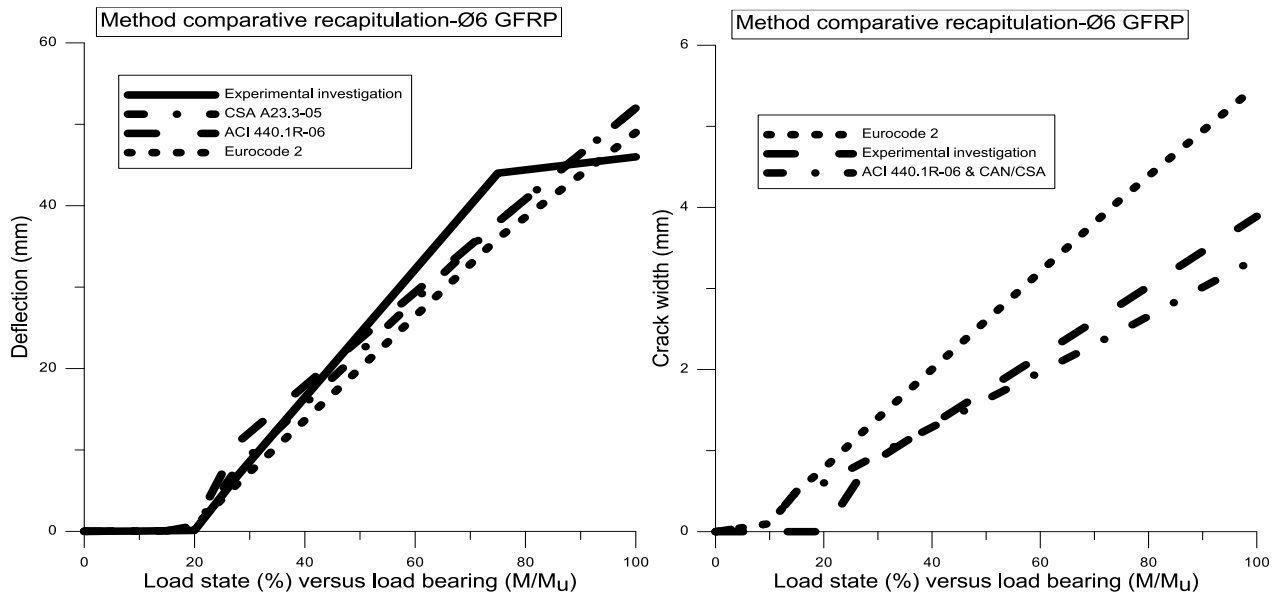 Method comparative recapitulation-Ø6 GFRP
60
40
20
0
Deflection (mm)
Experimental investigation
CSA A23.3-05
ACI 440.1R-06
Eurocode 2
0 20 40 60 80 100
Load state (%) versus load bearing (M/Mu)
Method comparative recapitulation-Ø6 GFRP
6
4
2
0
Crack width (mm)
Eurocode 2
Experimental investigation
ACI 440.1R-06 & CAN/CSA
0 20 40 60 80 100
Load state (%) versus load bearing (M/Mu)